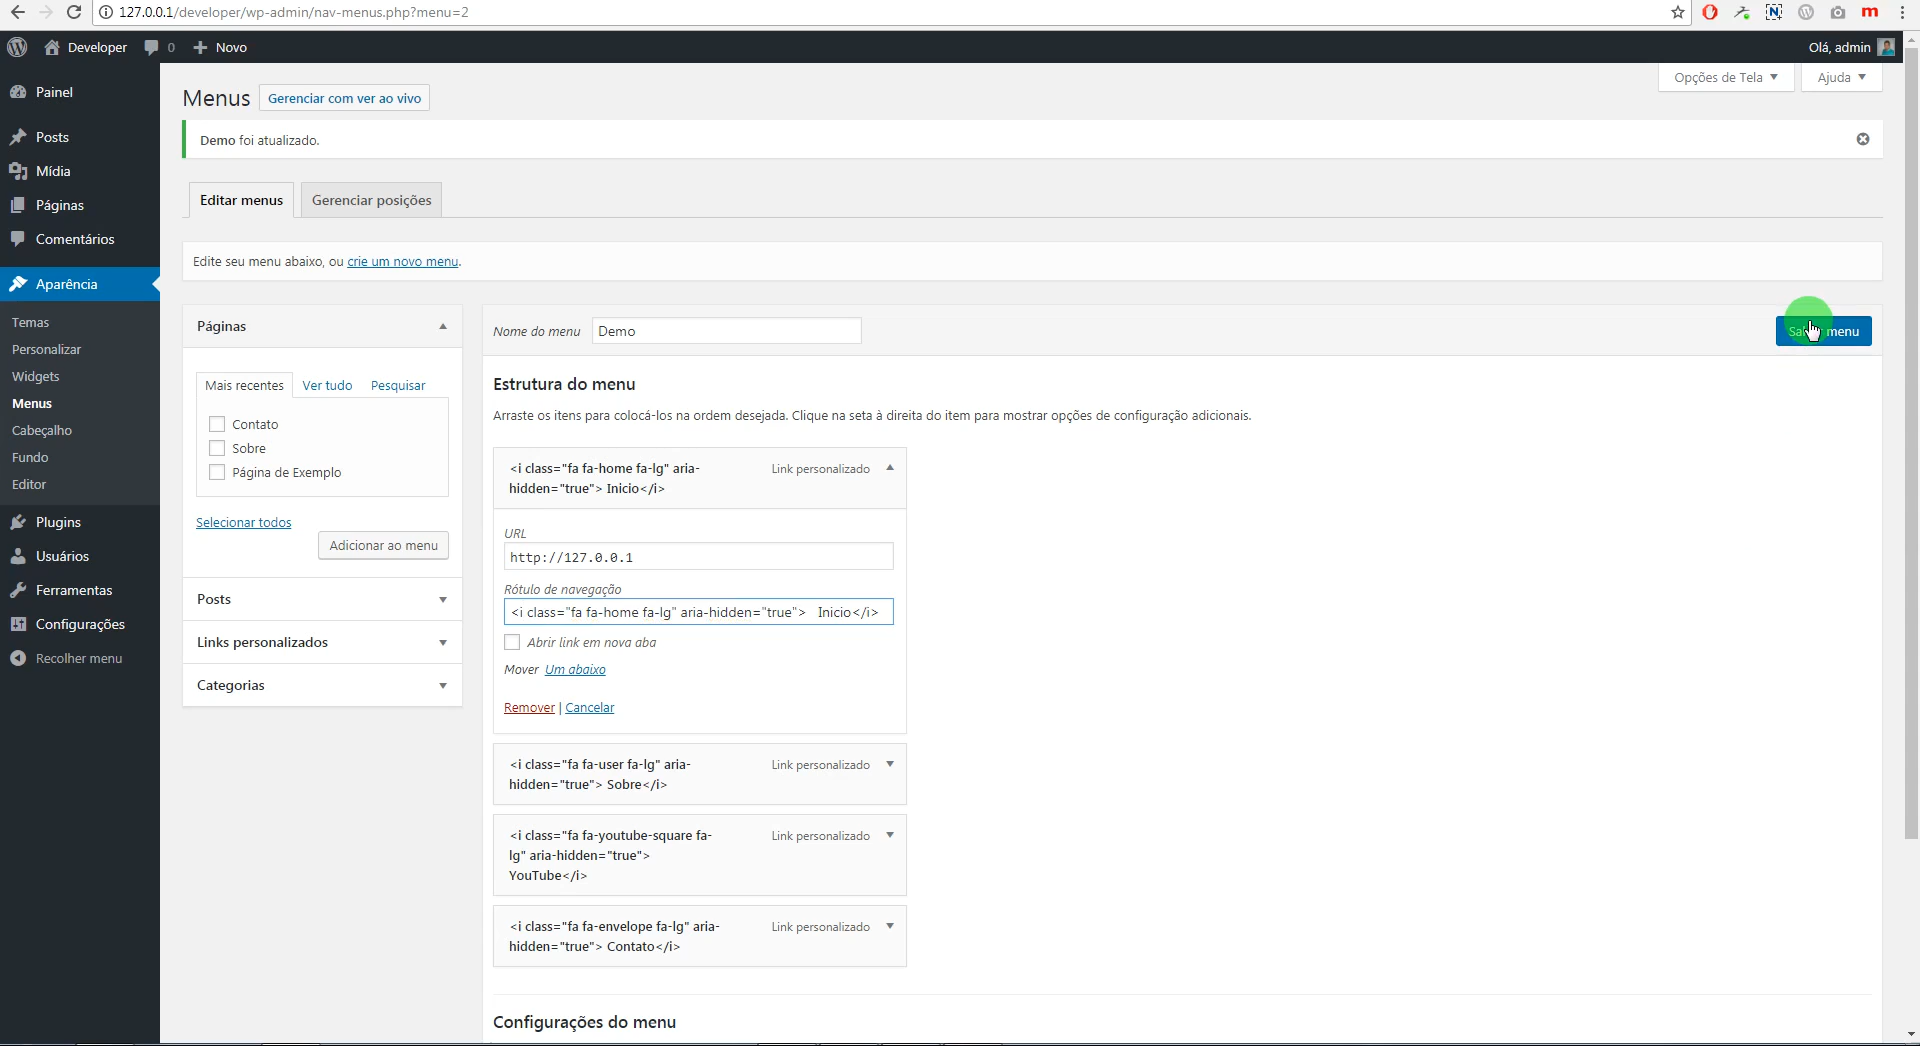 127.0.0.1/developer/wp-admin/nav-menus.php?menu=2
Developer 0 Novo
Olá, admin
Opções de Tela Ajuda
Painel
Posts
Mídia
Páginas
Comentários
Aparência
Temas
Personalizar
Widgets
Menus
Cabeçalho
Fundo
Editor
Plugins
Usuários
Ferramentas
Configurações
Recolher menu
Menus Gerenciar com ver ao vivo
Demo foi atualizado.
Editar menus Gerenciar posições
Edite seu menu abaixo, ou crie um novo menu.
Páginas
Mais recentes Ver tudo Pesquisar
Contato
Sobre
Página de Exemplo
Selecionar todos
Adicionar ao menu
Posts
Links personalizados
Categorias
Nome do menu Demo
menu
Estrutura do menu
Arraste os itens para colocá-los na ordem desejada. Clique na seta à direita do item para mostrar opções de configuração adicionais.
<i class="fa fa-home fa-lg" aria- Link personalizado
hidden="true"> Inicio</i>
URL
http://127.0.0.1
Rótulo de navegação
<i class="fa fa-home fa-lg" aria-hidden="true">   Inicio</i>
Abrir link em nova aba
Mover Um abaixo
Remover | Cancelar
<i class="fa fa-user fa-lg" aria- Link personalizado
hidden="true"> Sobre</i>
<i class="fa fa-youtube-square fa- Link personalizado
lg" aria-hidden="true">
YouTube</i>
<i class="fa fa-envelope fa-lg" aria- Link personalizado
hidden="true"> Contato</i>
Configurações do menu